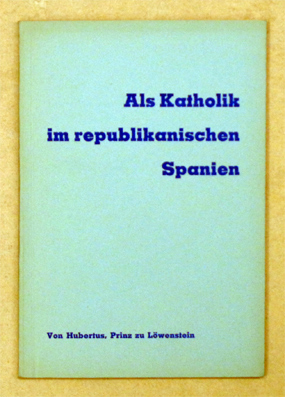 Als Katholik
im republikanischen
Spanien
Von Hubertus, Prinz zu Löwenstein